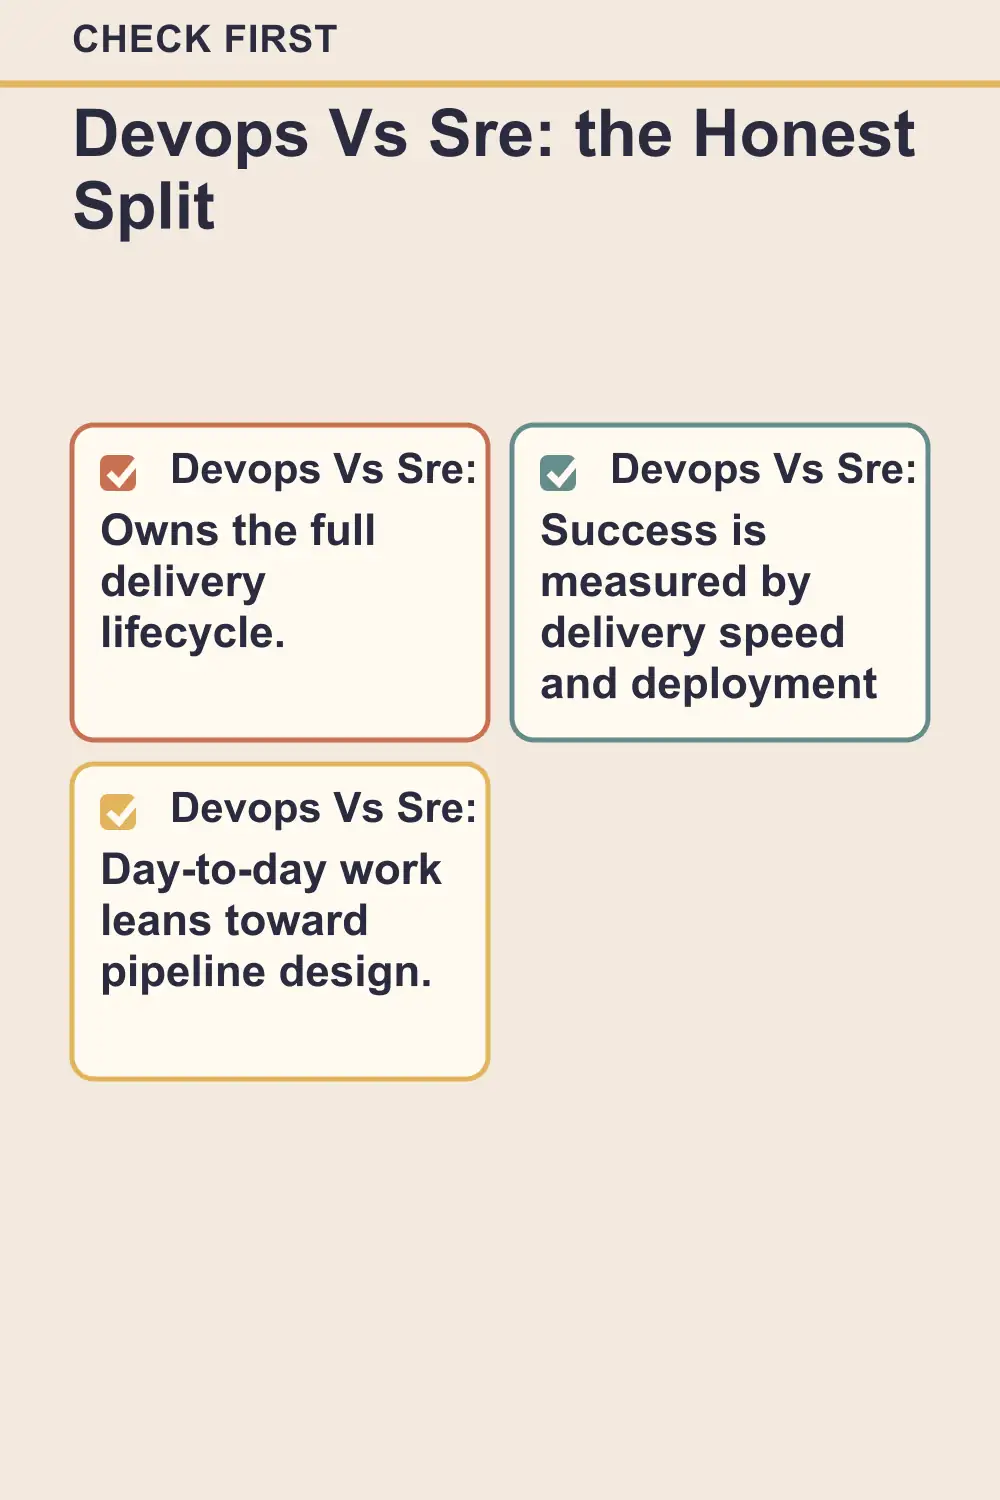 CHECK FIRST
Devops Vs Sre: the Honest
Split
Devops Vs Sre:
Owns the full
delivery
lifecycle.
Devops Vs Sre:
Success is
measured by
delivery speed
and deployment
Devops Vs Sre:
Day-to-day work
leans toward
pipeline design.